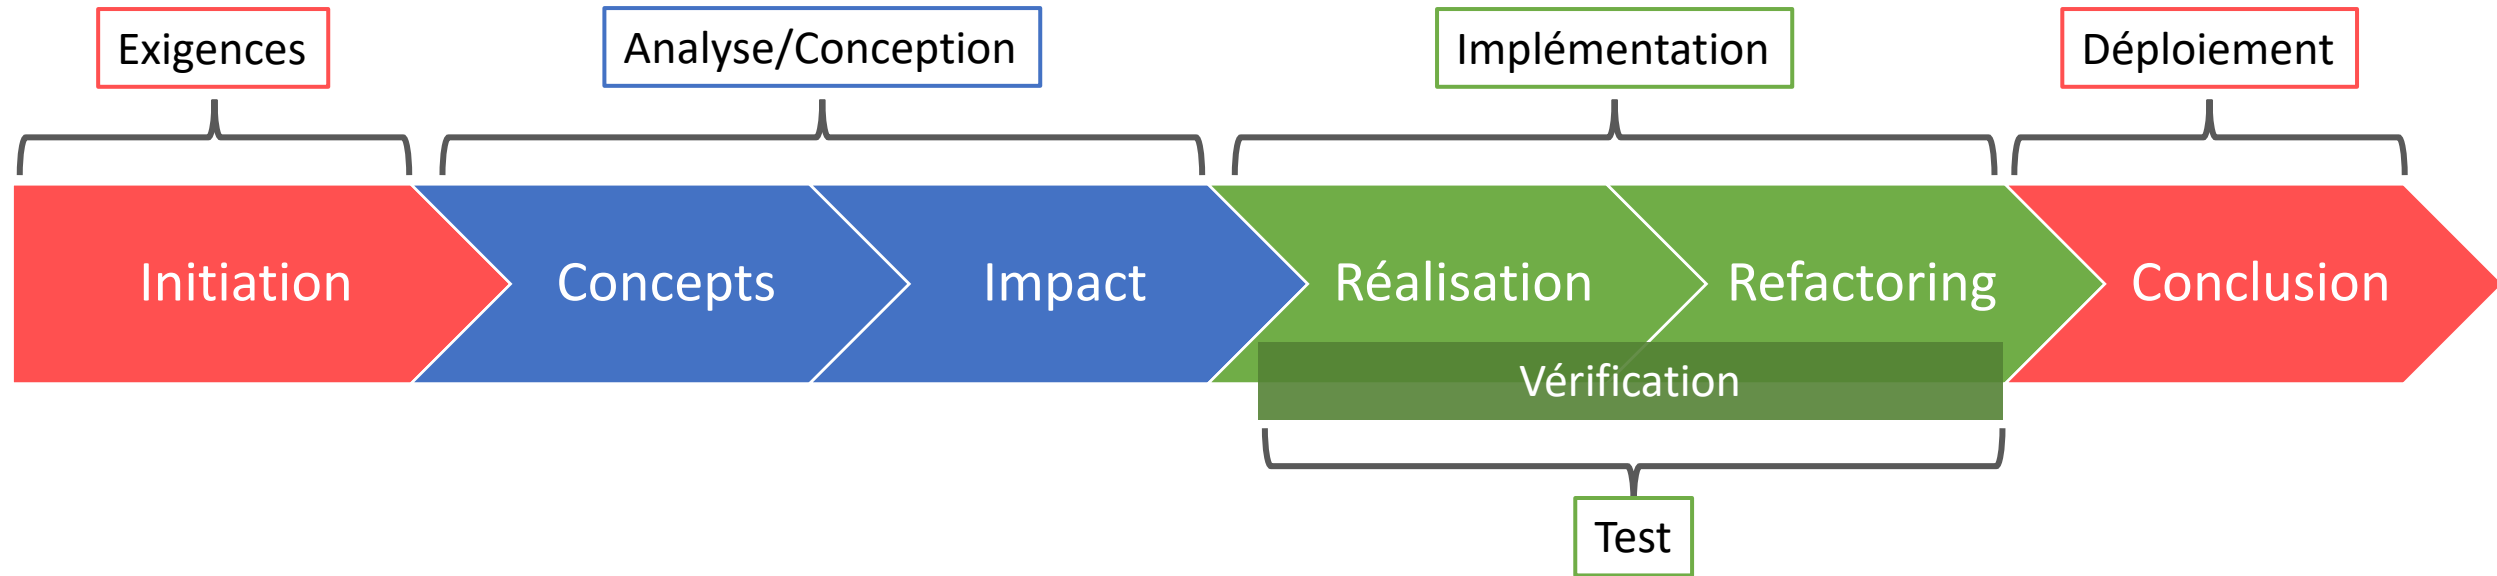 Exigences
Analyse/Conception
Implémentation
Déploiement
Initiation
Concepts
Impact
Réalisation
Refactoring
Conclusion
Vérification
Test